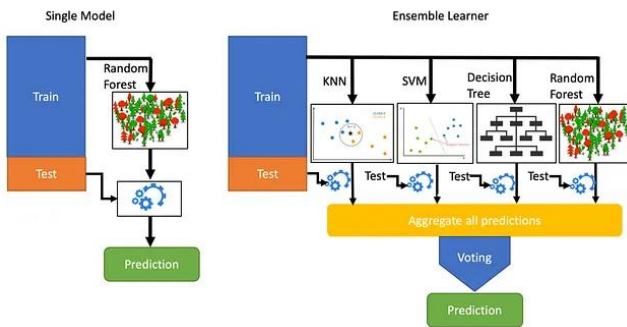 Single Model
Train
Test
Random
Forest
Prediction
Ensemble Learner
Train
Test
KNN
SVM
Decision
Tree
Random
Forest
Test
Test
Test
Aggregate all predictions
Voting
Prediction